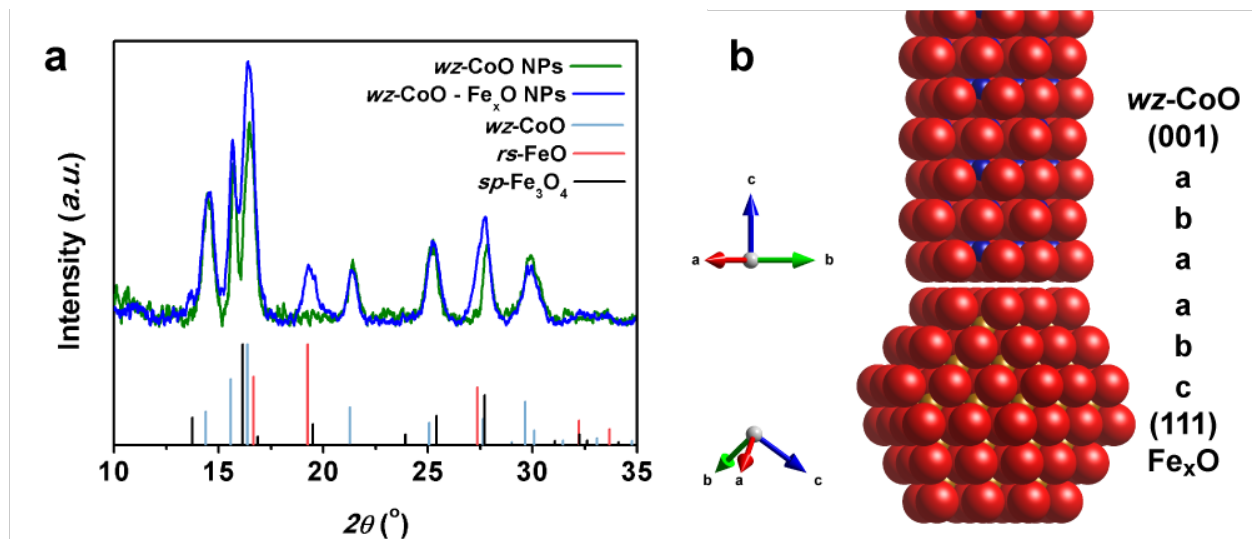 a
wz-CoO NPs
wz-CoO - FeₓO NPs
wz-CoO
rs-FeO
sp-Fe₃O₄
Intensity (a.u.)
10 15 20 25 30 35
2θ (°)
b
c
a
b
b
a
c
wz-CoO
(001)
a
b
a
a
b
c
(111)
FeₓO